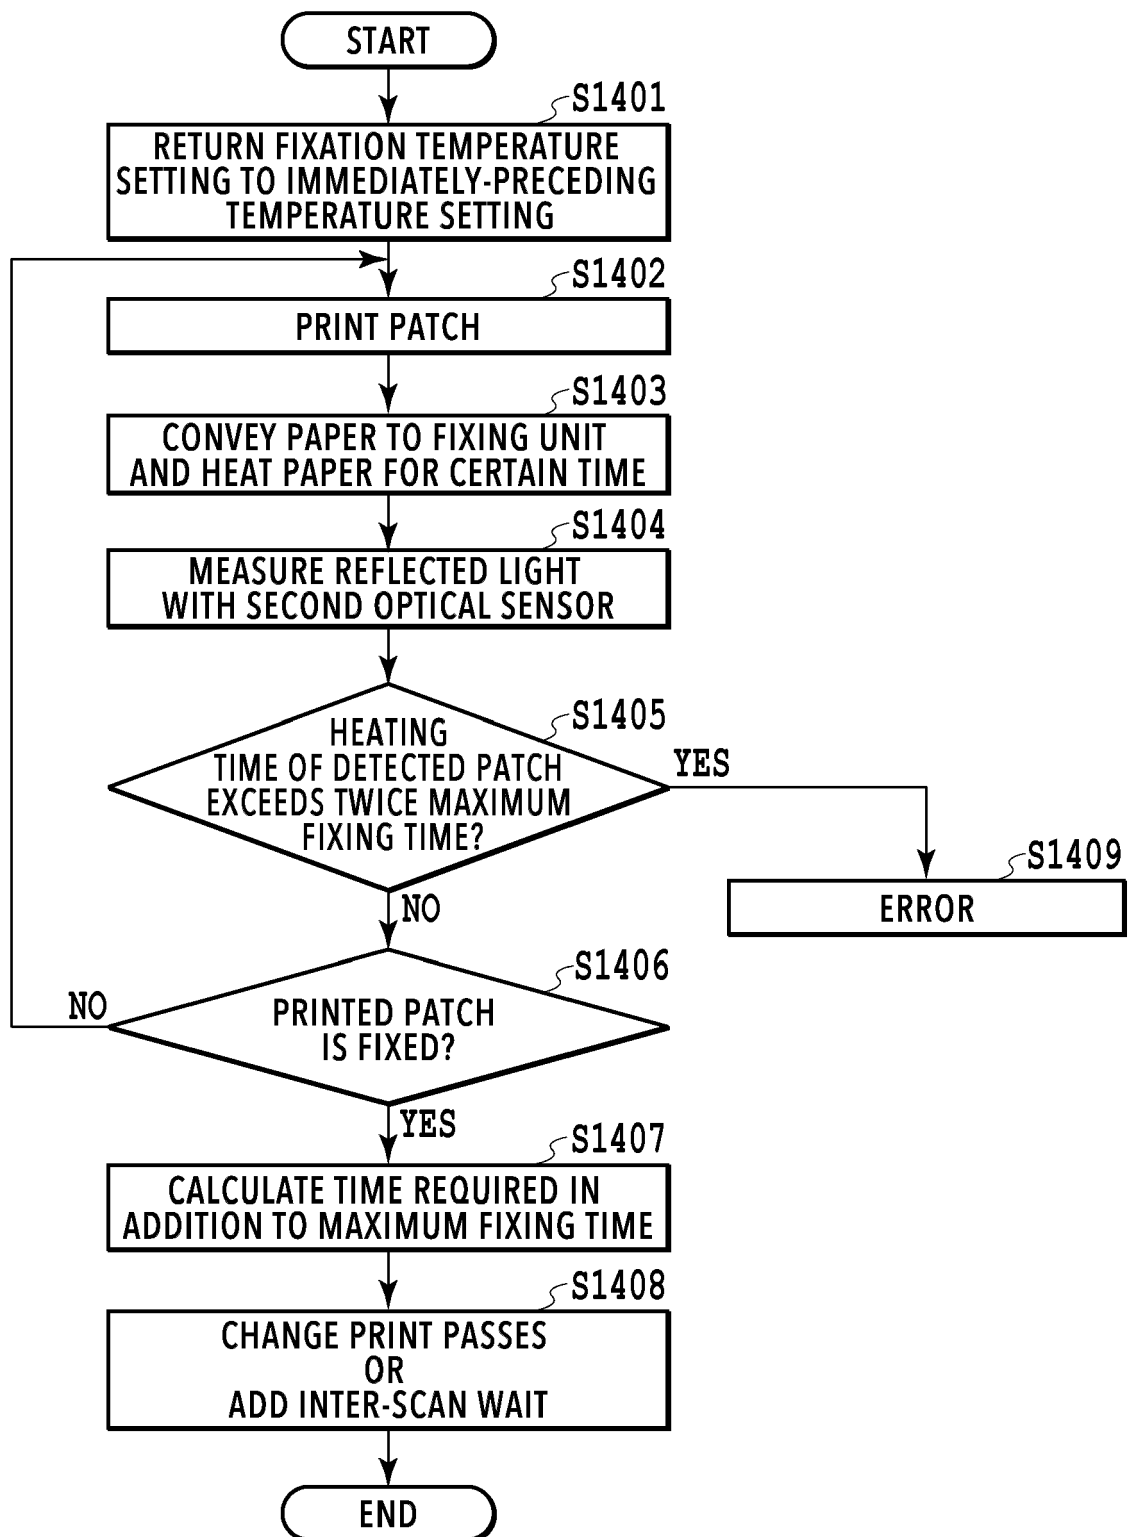 START
S1401
RETURN FIXATION TEMPERATURE
SETTING TO IMMEDIATELY-PRECEDING
TEMPERATURE SETTING
S1402
PRINT PATCH
S1403
CONVEY PAPER TO FIXING UNIT
AND HEAT PAPER FOR CERTAIN TIME
S1404
MEASURE REFLECTED LIGHT
WITH SECOND OPTICAL SENSOR
S1405
HEATING
TIME OF DETECTED PATCH
EXCEEDS TWICE MAXIMUM
FIXING TIME?
YES
S1409
ERROR
NO
S1406
PRINTED PATCH
IS FIXED?
NO
YES
S1407
CALCULATE TIME REQUIRED IN
ADDITION TO MAXIMUM FIXING TIME
S1408
CHANGE PRINT PASSES
OR
ADD INTER-SCAN WAIT
END